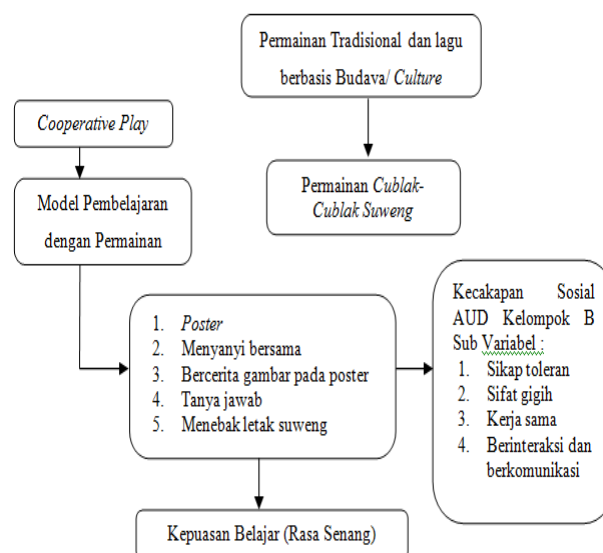 Permainan Tradisional dan lagu
berbasis Budava/ Culture
Cooperative Play
Model Pembelajaran
dengan Permainan
Permainan Cublak-
Cublak Suweng
1. Poster
2. Menyanyi bersama
3. Bercerita gambar pada poster
4. Tanya jawab
5. Menebak letak suweng
Kecakapan Sosial
AUD Kelompok B
Sub Variabel :
1. Sikap toleran
2. Sifat gigih
3. Kerja sama
4. Berinteraksi dan
berkomunikasi
Kepuasan Belajar (Rasa Senang)